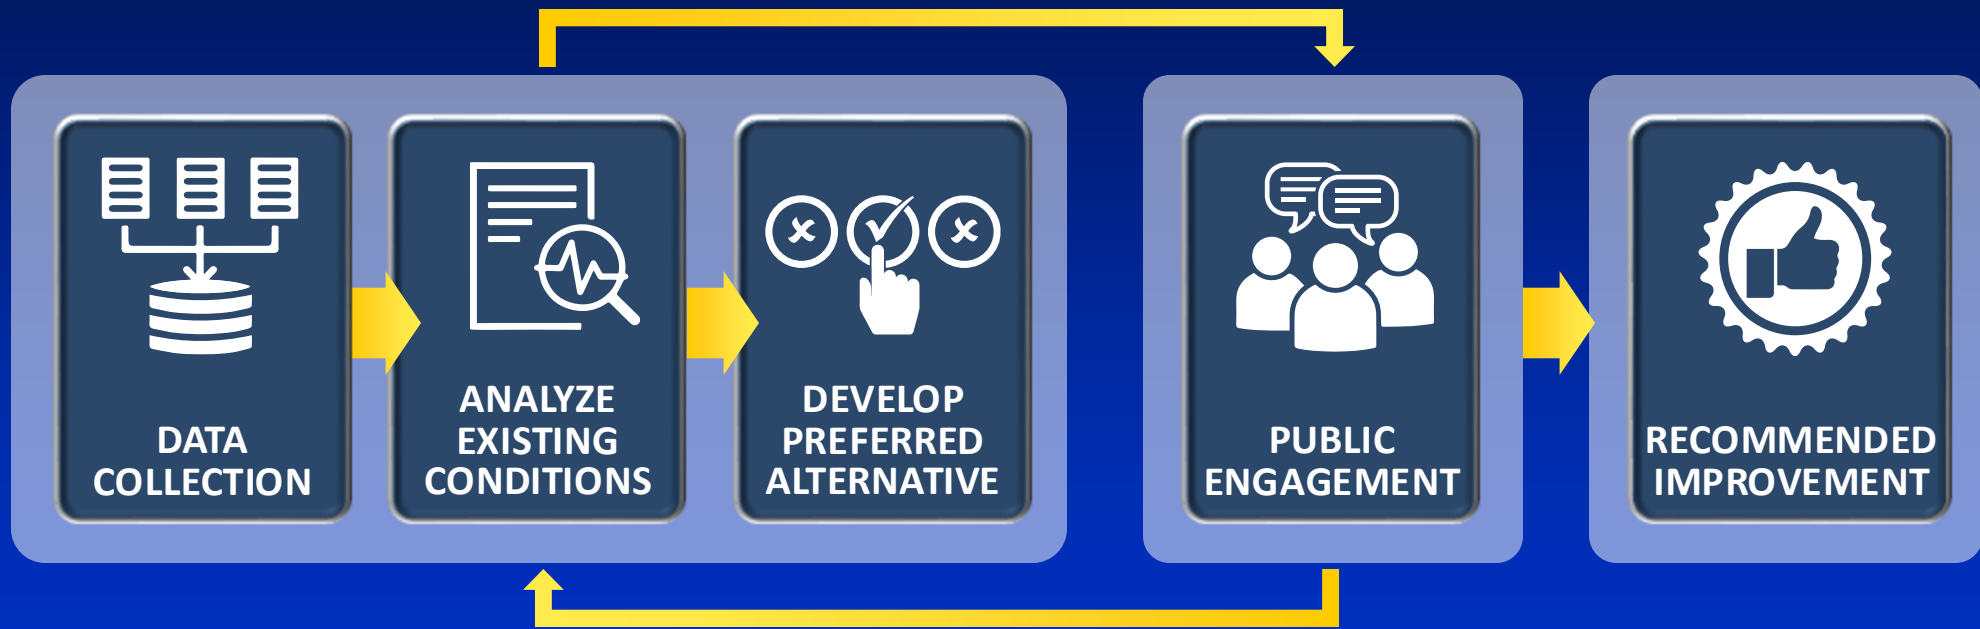 DATA
COLLECTION
ANALYZE
EXISTING
CONDITIONS
DEVELOP
PREFERRED
ALTERNATIVE
PUBLIC
ENGAGEMENT
RECOMMENDED
IMPROVEMENT